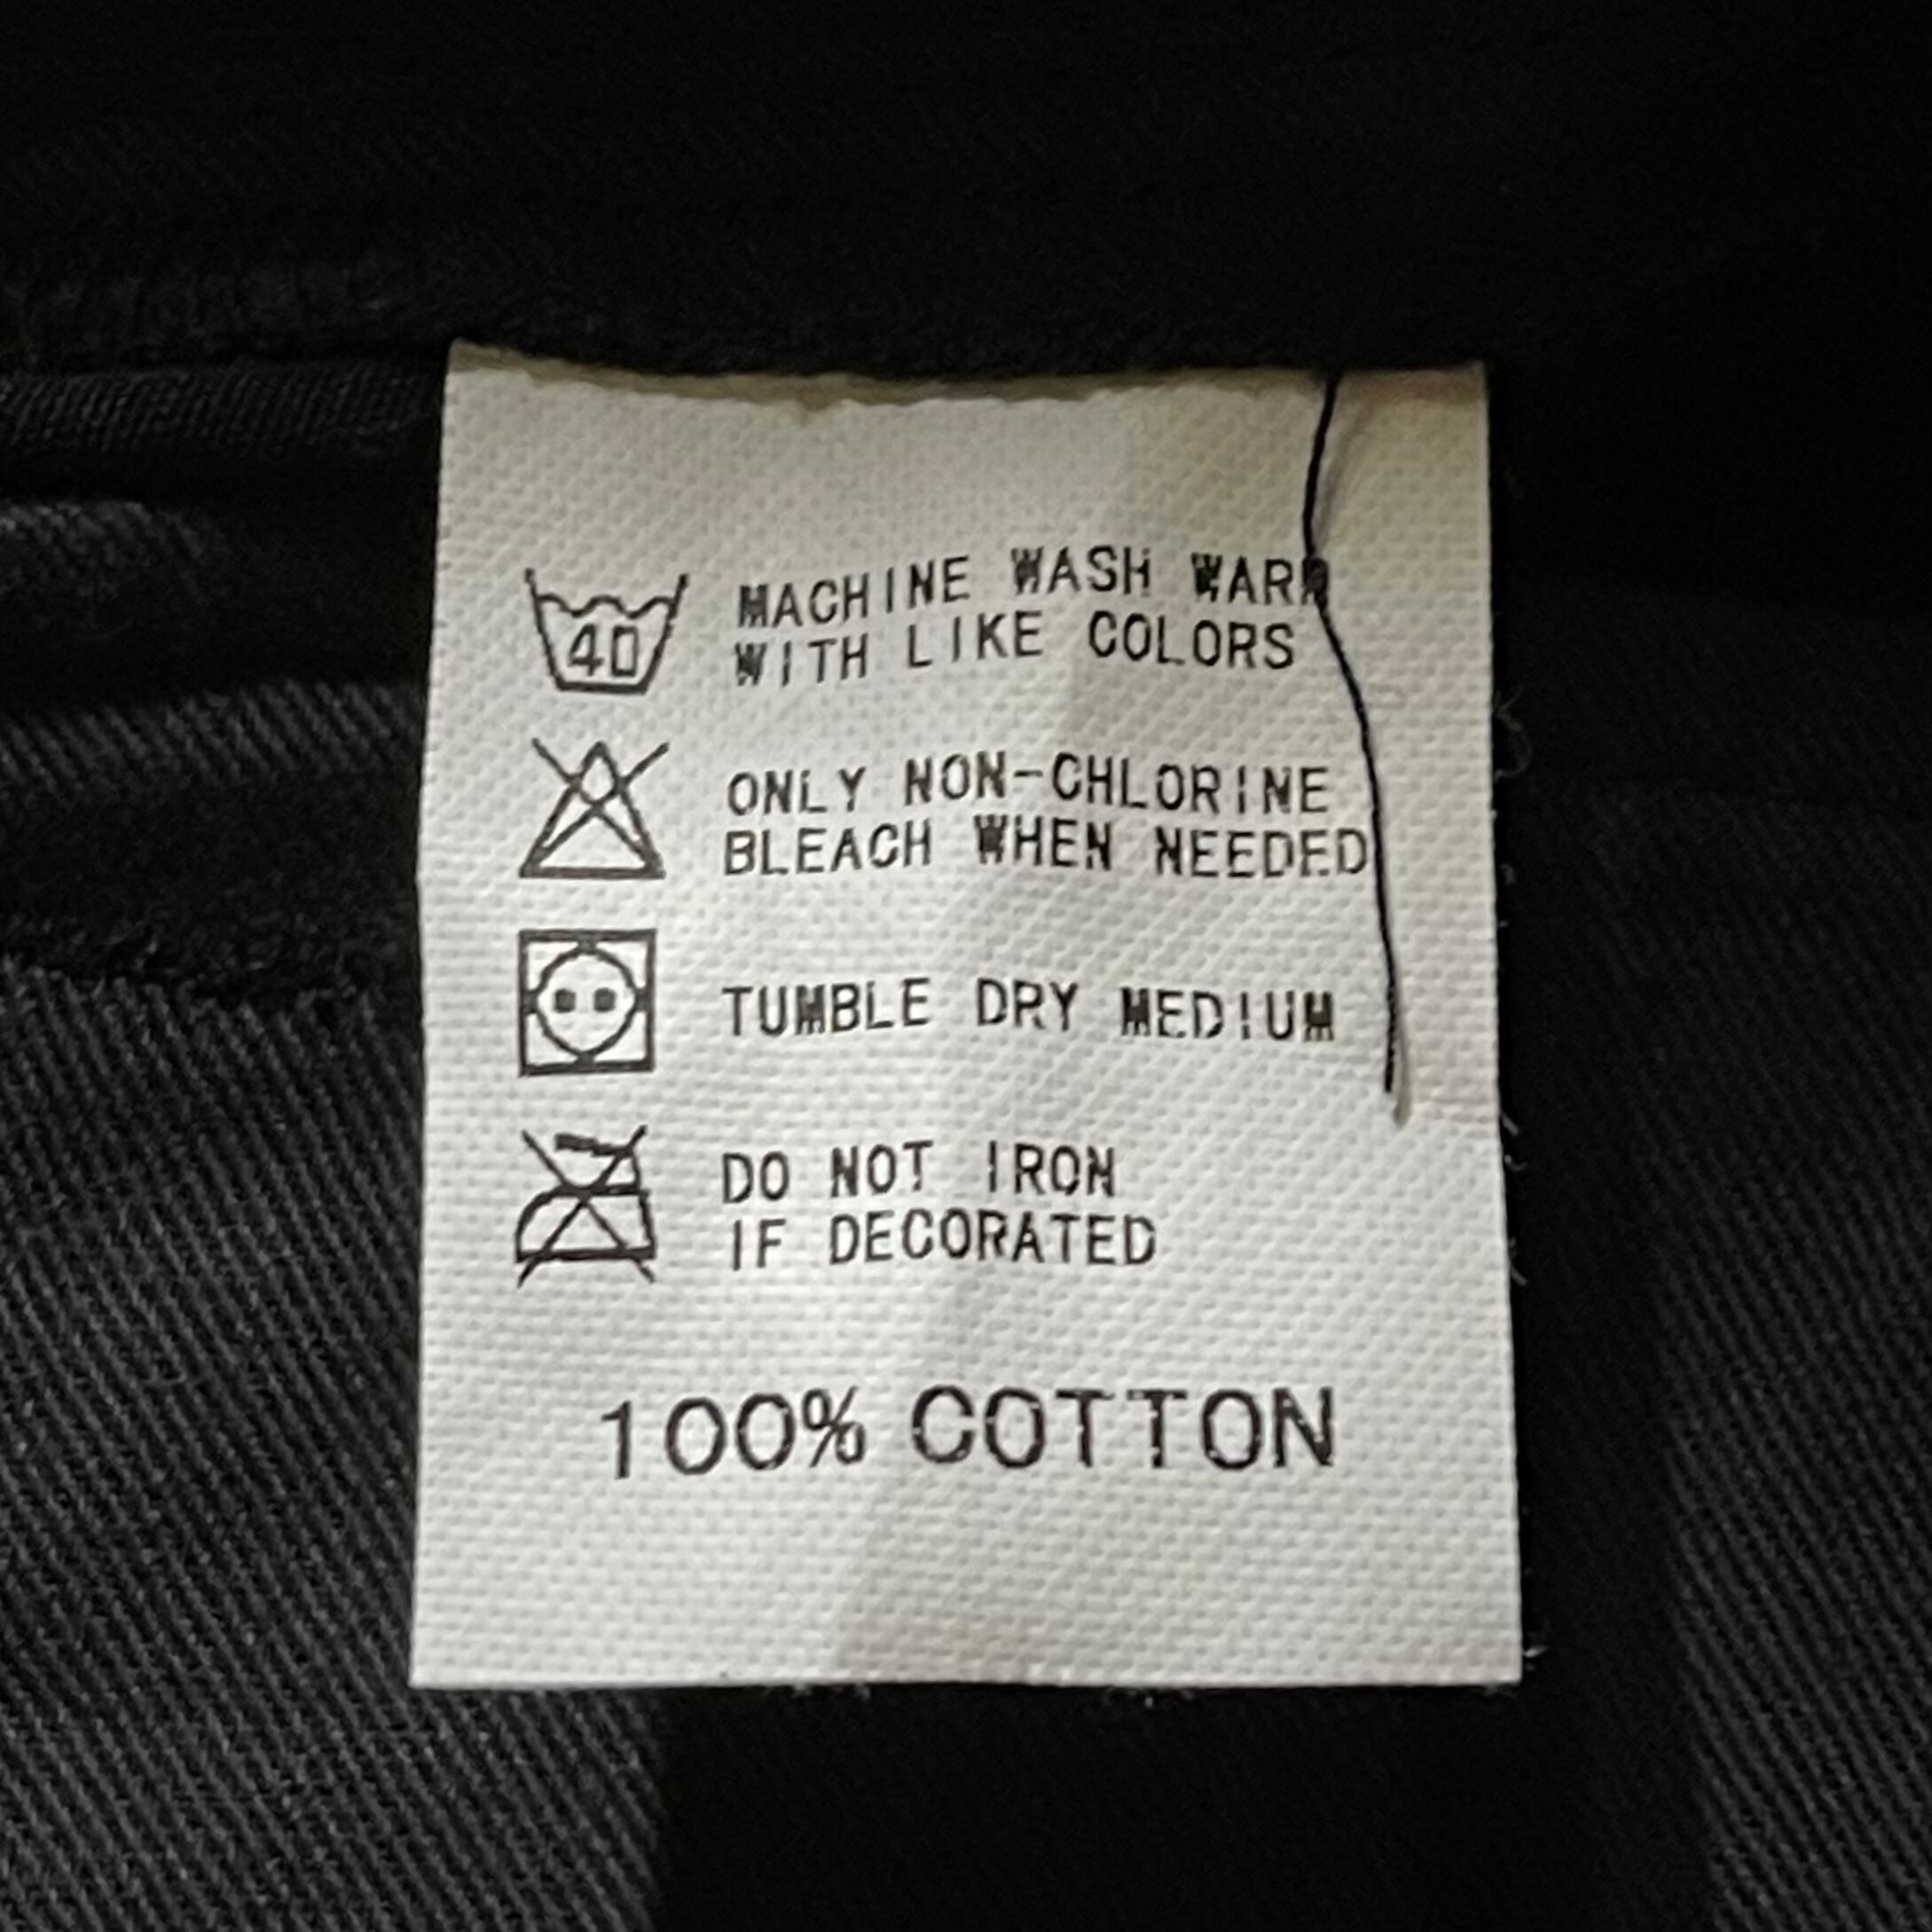 40 MACHINE WASH WARM
WITH LIKE COLORS
ONLY NON-CHLORINE
BLEACH WHEN NEEDED
TUMBLE DRY MEDIUM
DO NOT IRON
IF DECORATED
100% COTTON